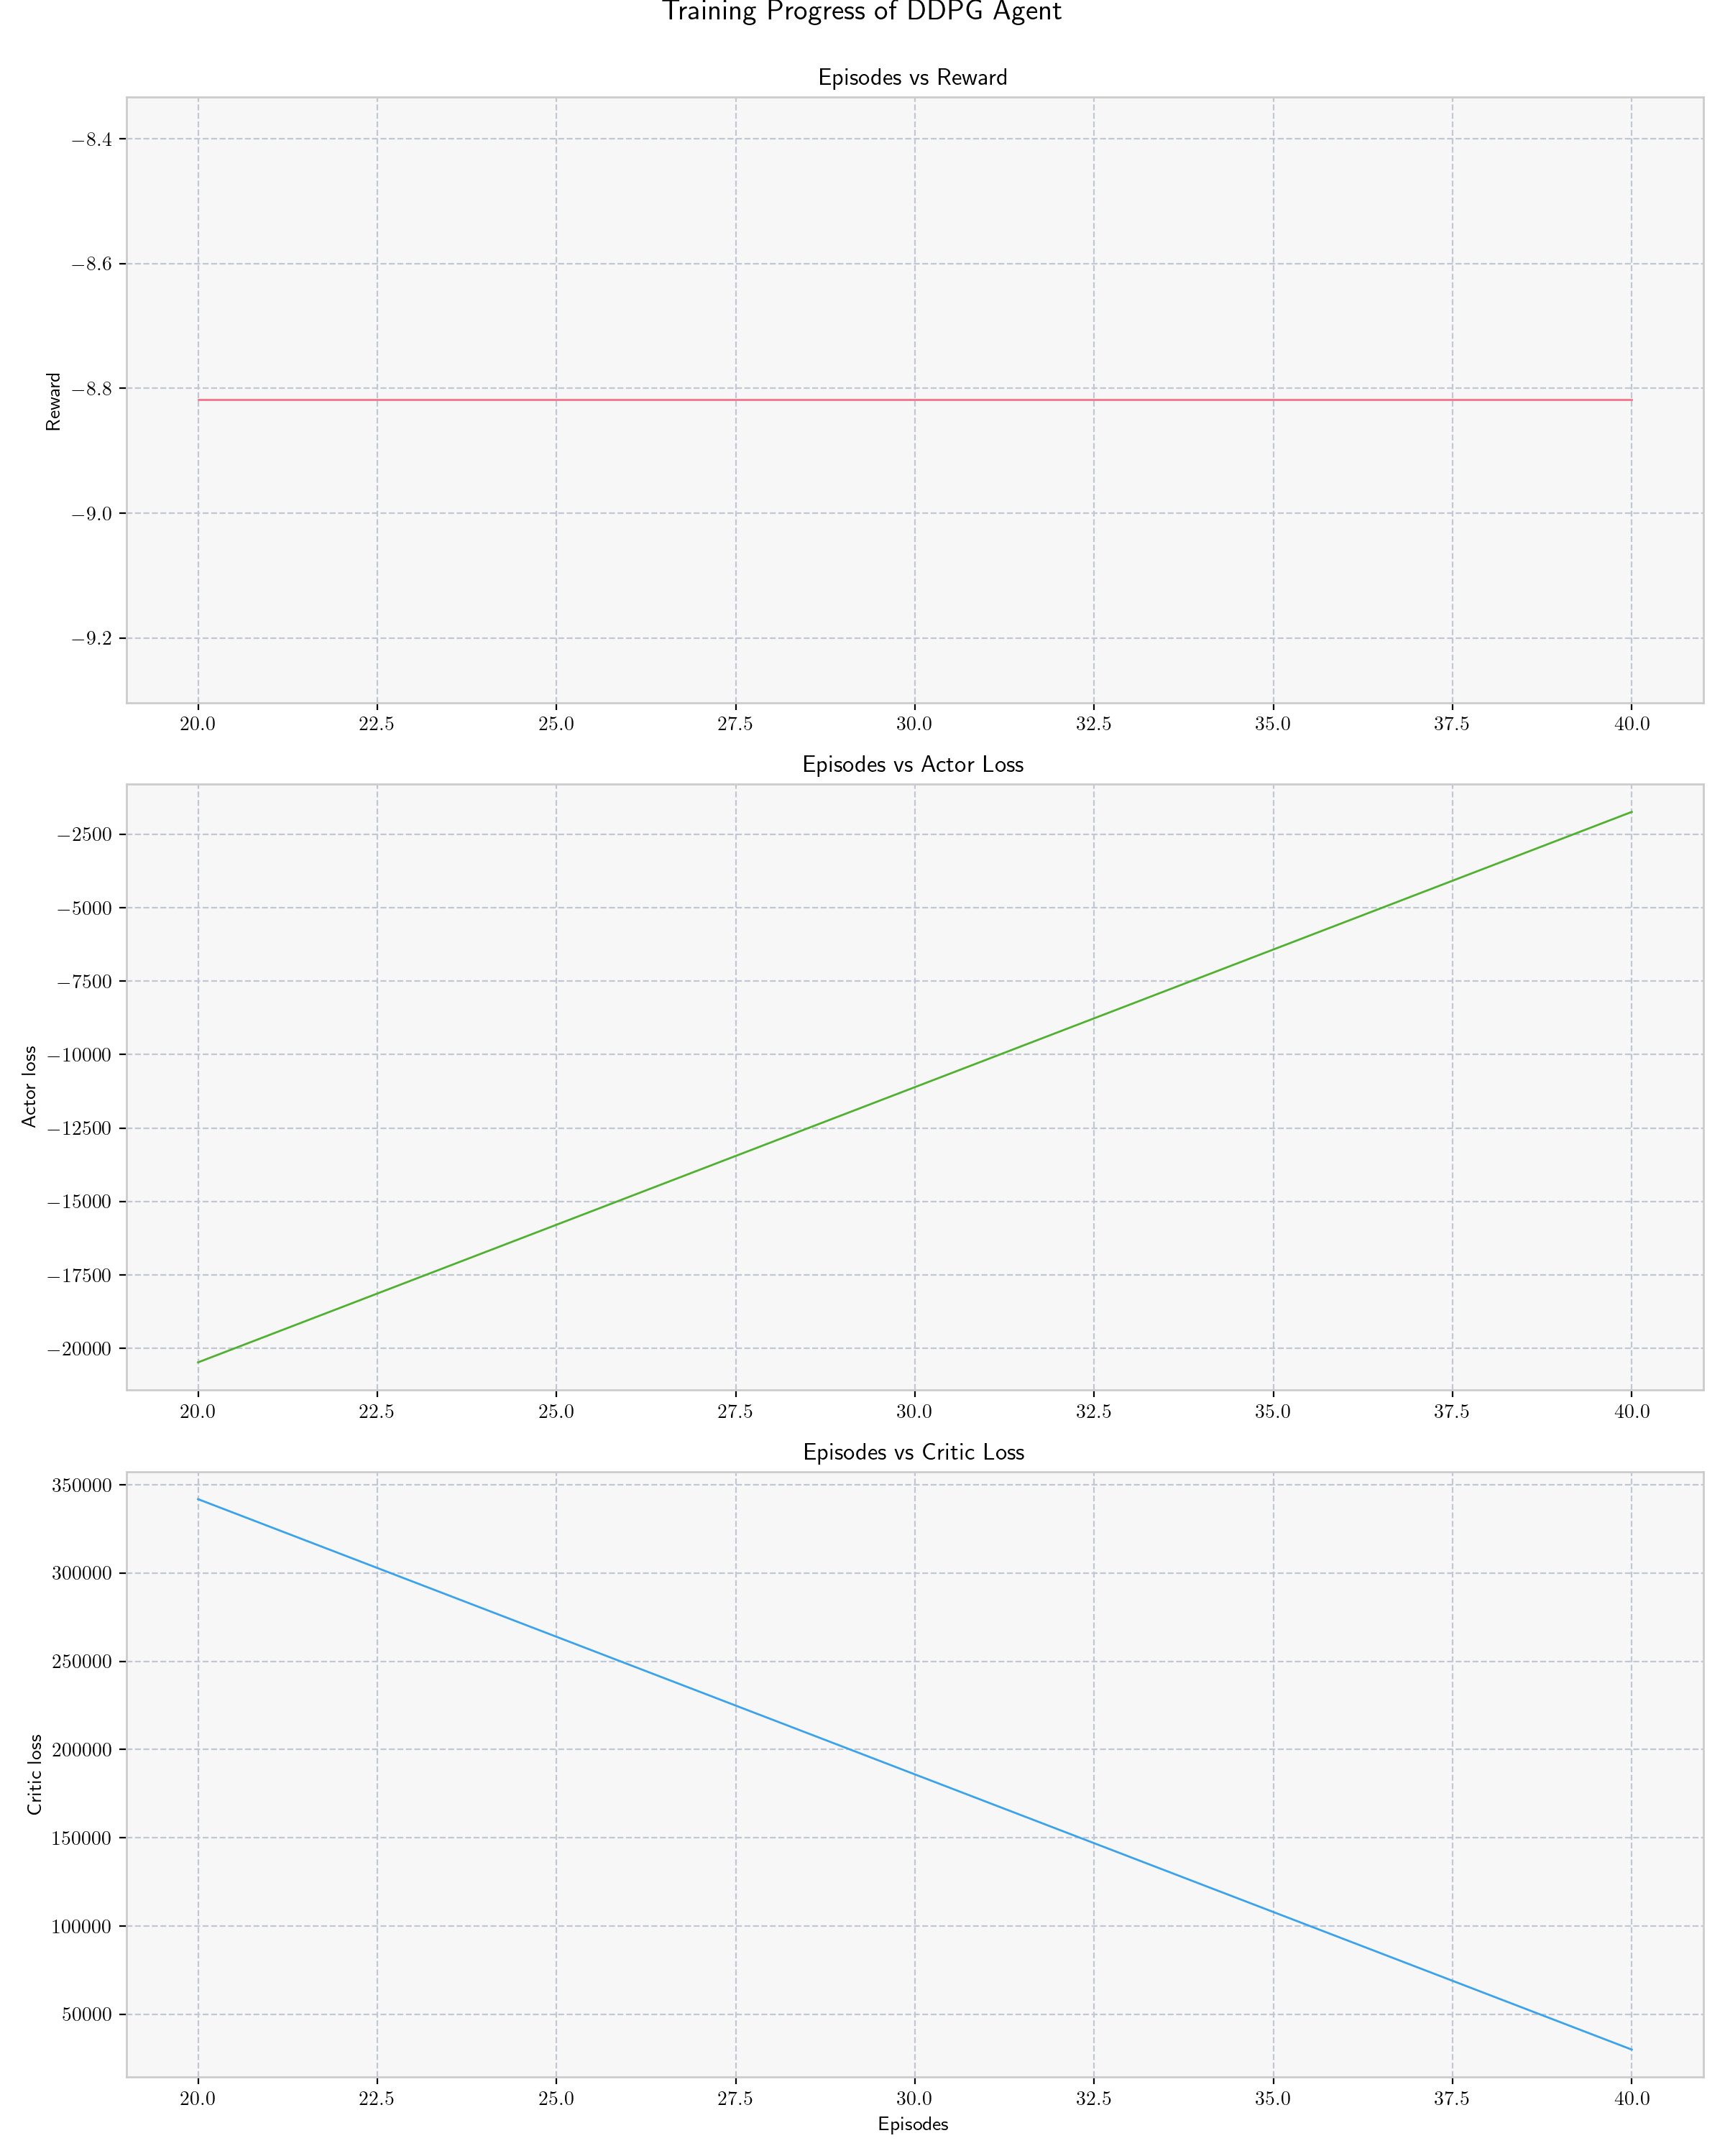 Training Progress of DDPG Agent
Episodes vs Reward
Reward
−8.4
−8.6
−8.8
−9.0
−9.2
20.0 22.5 25.0 27.5 30.0 32.5 35.0 37.5 40.0
Episodes vs Actor Loss
Actor loss
−2500
−5000
−7500
−10000
−12500
−15000
−17500
−20000
20.0 22.5 25.0 27.5 30.0 32.5 35.0 37.5 40.0
Episodes vs Critic Loss
Critic loss
350000
300000
250000
200000
150000
100000
50000
20.0 22.5 25.0 27.5 30.0 32.5 35.0 37.5 40.0
Episodes